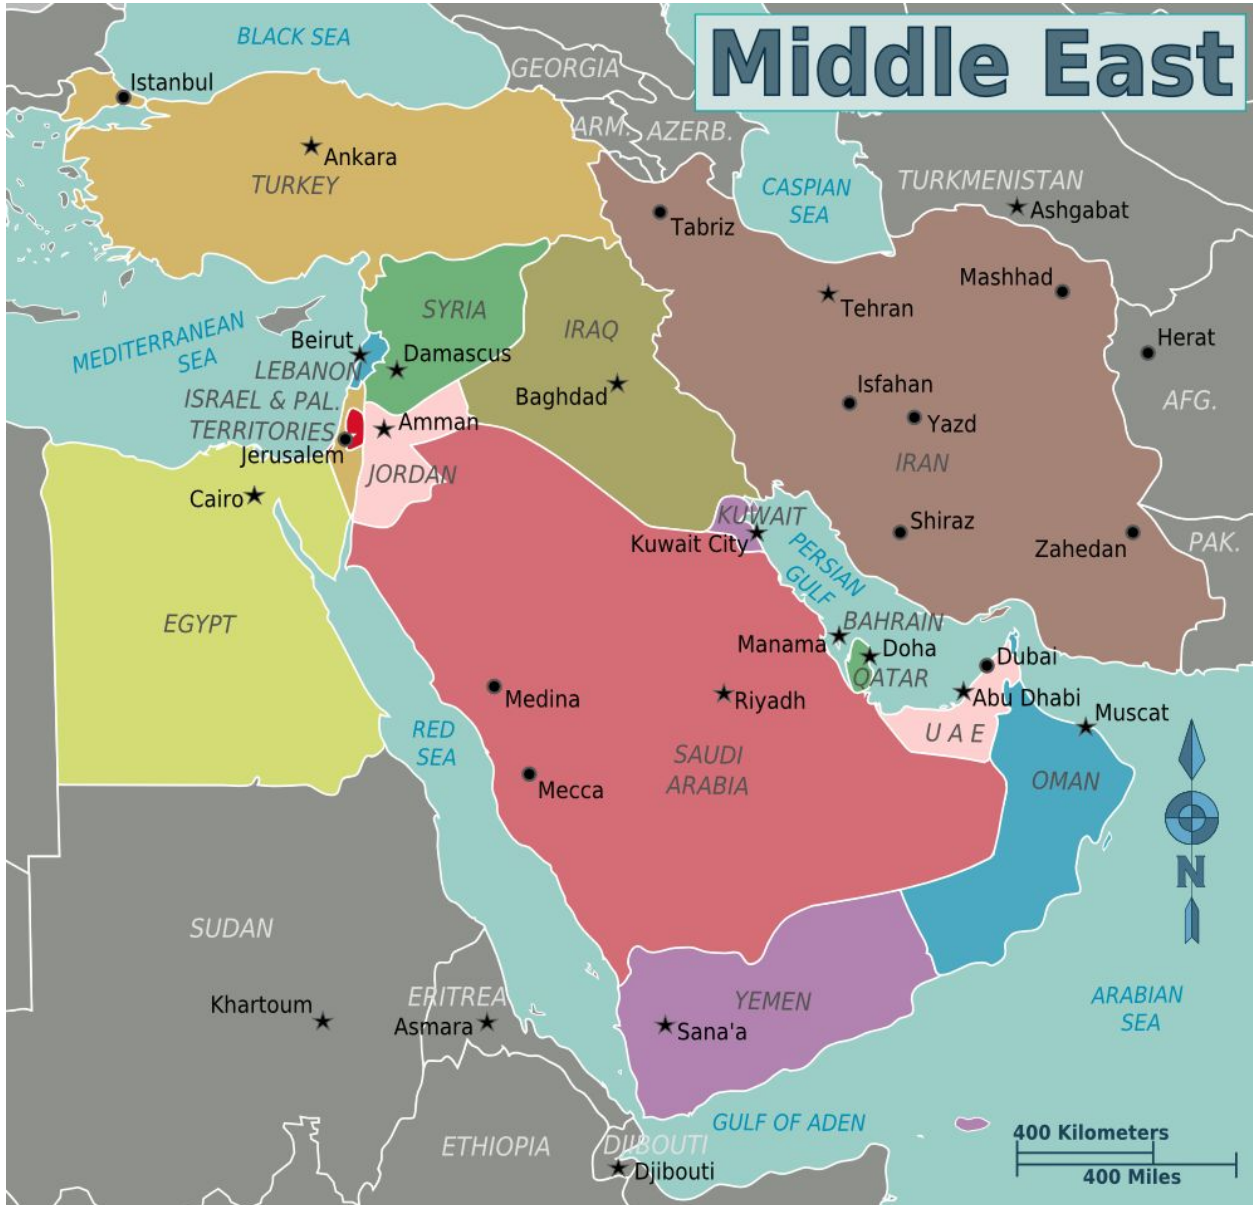 Middle East
BLACK SEA
GEORGIA
Istanbul
ARM.
AZERB.
Ankara
TURKEY
CASPIAN
SEA
TURKMENISTAN
Ashgabat
Tabriz
Mashhad
Tehran
SYRIA
IRAQ
MEDITERRANEAN
SEA
Beirut
LEBANON
Damascus
Herat
ISRAEL & PAL.
TERRITORIES
Baghdad
Isfahan
Yazd
AFG.
Amman
Jerusalem
JORDAN
IRAN
Cairo
KUWAIT
Kuwait City
Shiraz
Zahedan
PAK.
PERSIAN
GULF
EGYPT
BAHRAIN
Manama
Doha
QATAR
Dubai
Abu Dhabi
Medina
Riyadh
Muscat
RED
SEA
U A E
SAUDI
ARABIA
OMAN
Mecca
N
SUDAN
ERITREA
YEMEN
ARABIAN
SEA
Khartoum
Asmara
Sana'a
GULF OF ADEN
ETHIOPIA
DJIBOUTI
Djibouti
400 Kilometers
400 Miles